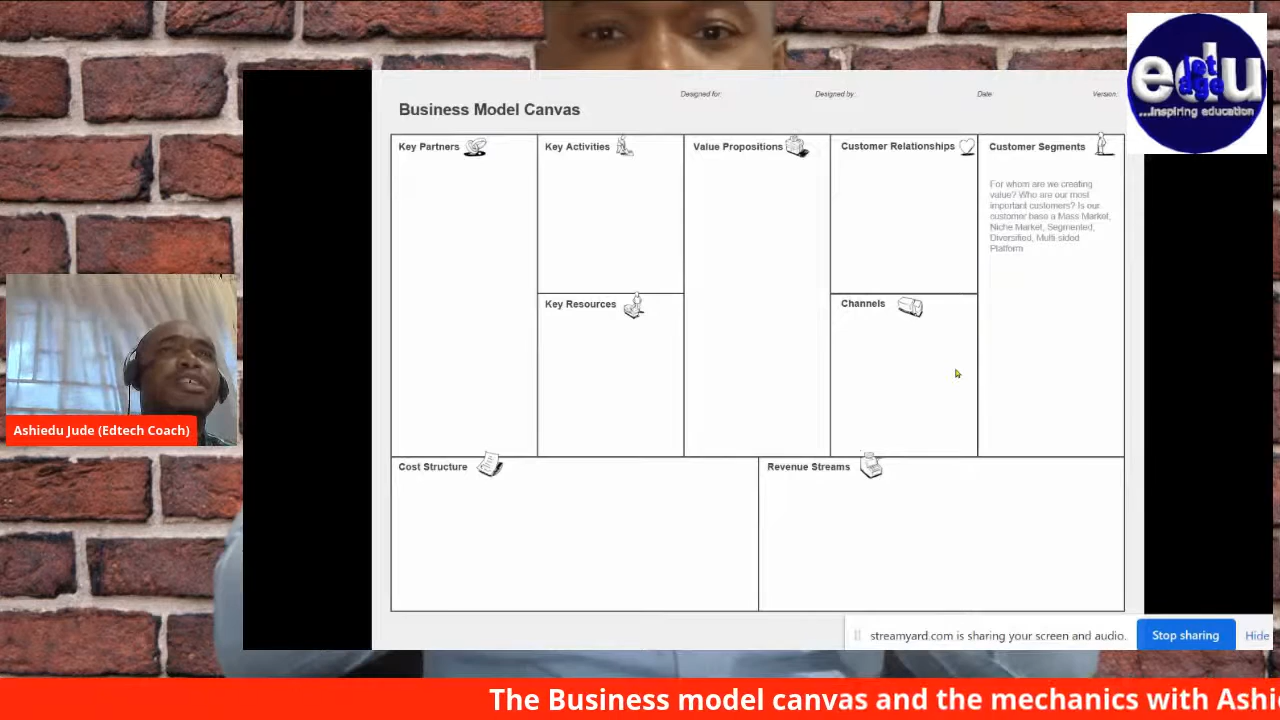 Designed for:
Designed by:
Date:
Version:
Business Model Canvas
edu
let
age
...inspiring education
Key Partners
Key Activities
Value Propositions
Customer Relationships
Customer Segments
For whom are we creating
value? Who are our most
important customers? Is our
customer base a Mass Market,
Niche Market, Segmented,
Diversified, Multi-sided
Platform
Key Resources
Channels
Ashiedu Jude (Edtech Coach)
Cost Structure
Revenue Streams
streamyard.com is sharing your screen and audio.
Stop sharing
Hide
The Business model canvas and the mechanics with Ashi